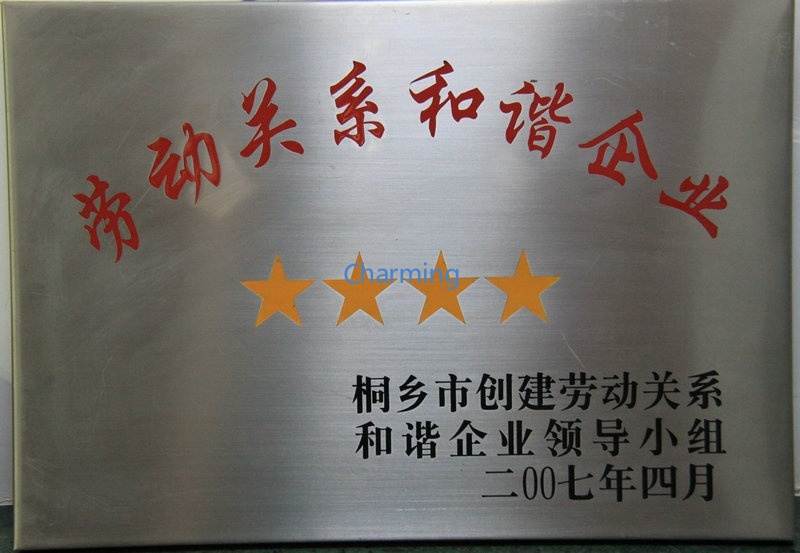 劳动关系和谐企业
Charming
桐乡市创建劳动关系
和谐企业领导小组
二00七年四月